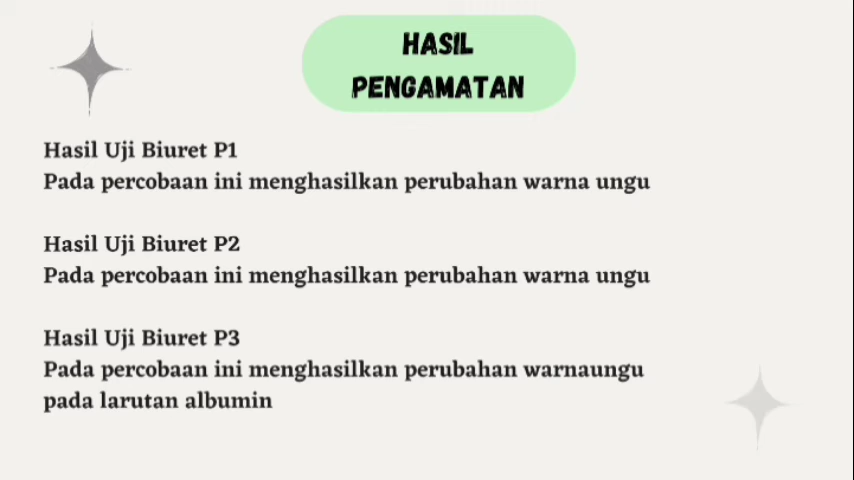 HASIL
PENGAMATAN
Hasil Uji Biuret P1
Pada percobaan ini menghasilkan perubahan warna ungu
Hasil Uji Biuret P2
Pada percobaan ini menghasilkan perubahan warna ungu
Hasil Uji Biuret P3
Pada percobaan ini menghasilkan perubahan warnaungu
pada larutan albumin